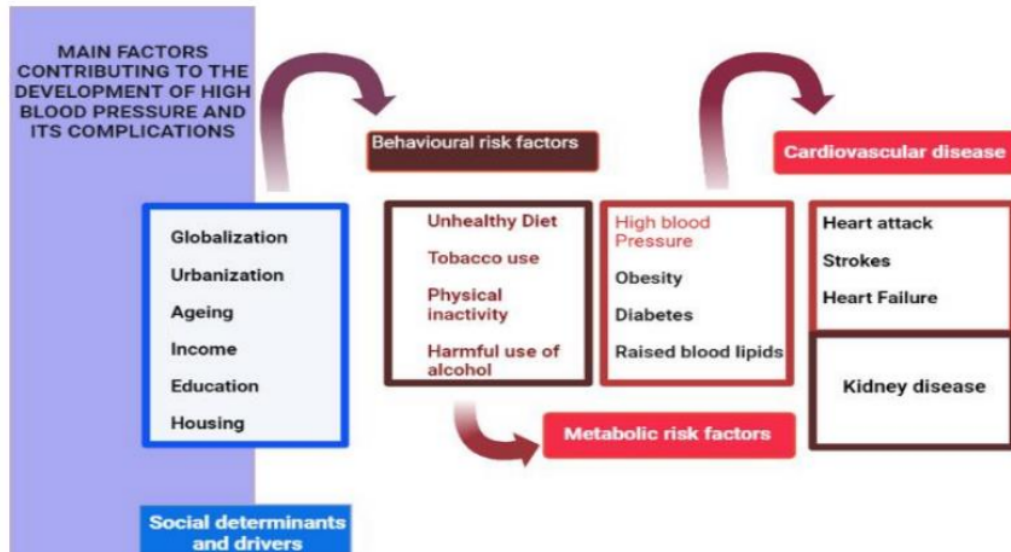 MAIN FACTORS
CONTRIBUTING TO THE
DEVELOPMENT OF HIGH
BLOOD PRESSURE AND
ITS COMPLICATIONS
Behavioural risk factors
Cardiovascular disease
Globalization
Urbanization
Ageing
Income
Education
Housing
Social determinants
and drivers
Unhealthy Diet
Tobacco use
Physical
inactivity
Harmful use of
alcohol
High blood
Pressure
Obesity
Diabetes
Raised blood lipids
Metabolic risk factors
Heart attack
Strokes
Heart Failure
Kidney disease